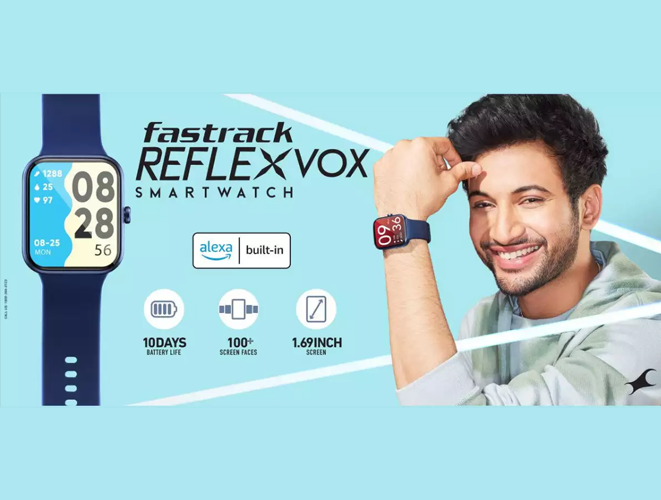 fastrack
REFLEX VOX
SMARTWATCH
alexa built-in
10DAYS
BATTERY LIFE
100+
SCREEN FACES
1.69INCH
SCREEN
1288
25
97
08
28
56
08-25
MON
09
36